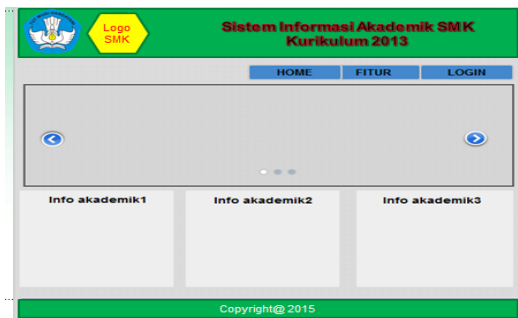 Logo
SMK
Sistem Informasi Akademik SMK
Kurikulum 2013
HOME FITUR LOGIN
Info akademik1 Info akademik2 Info akademik3
Copyright@ 2015